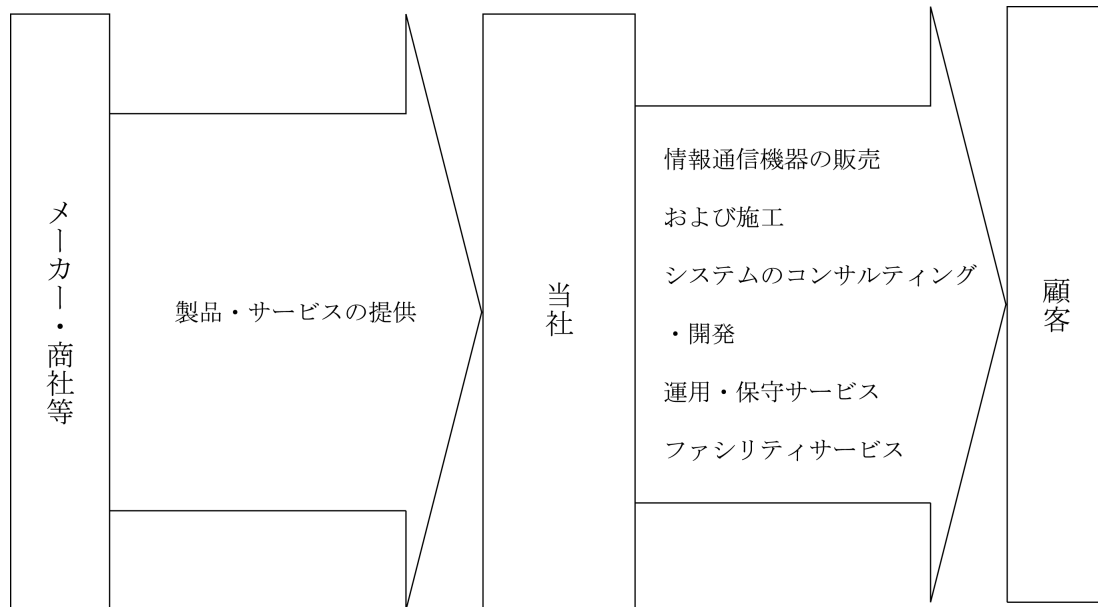 メーカー・商社等
製品・サービスの提供
当社
情報通信機器の販売
および施工
システムのコンサルティング
・開発
運用・保守サービス
ファシリティサービス
顧客